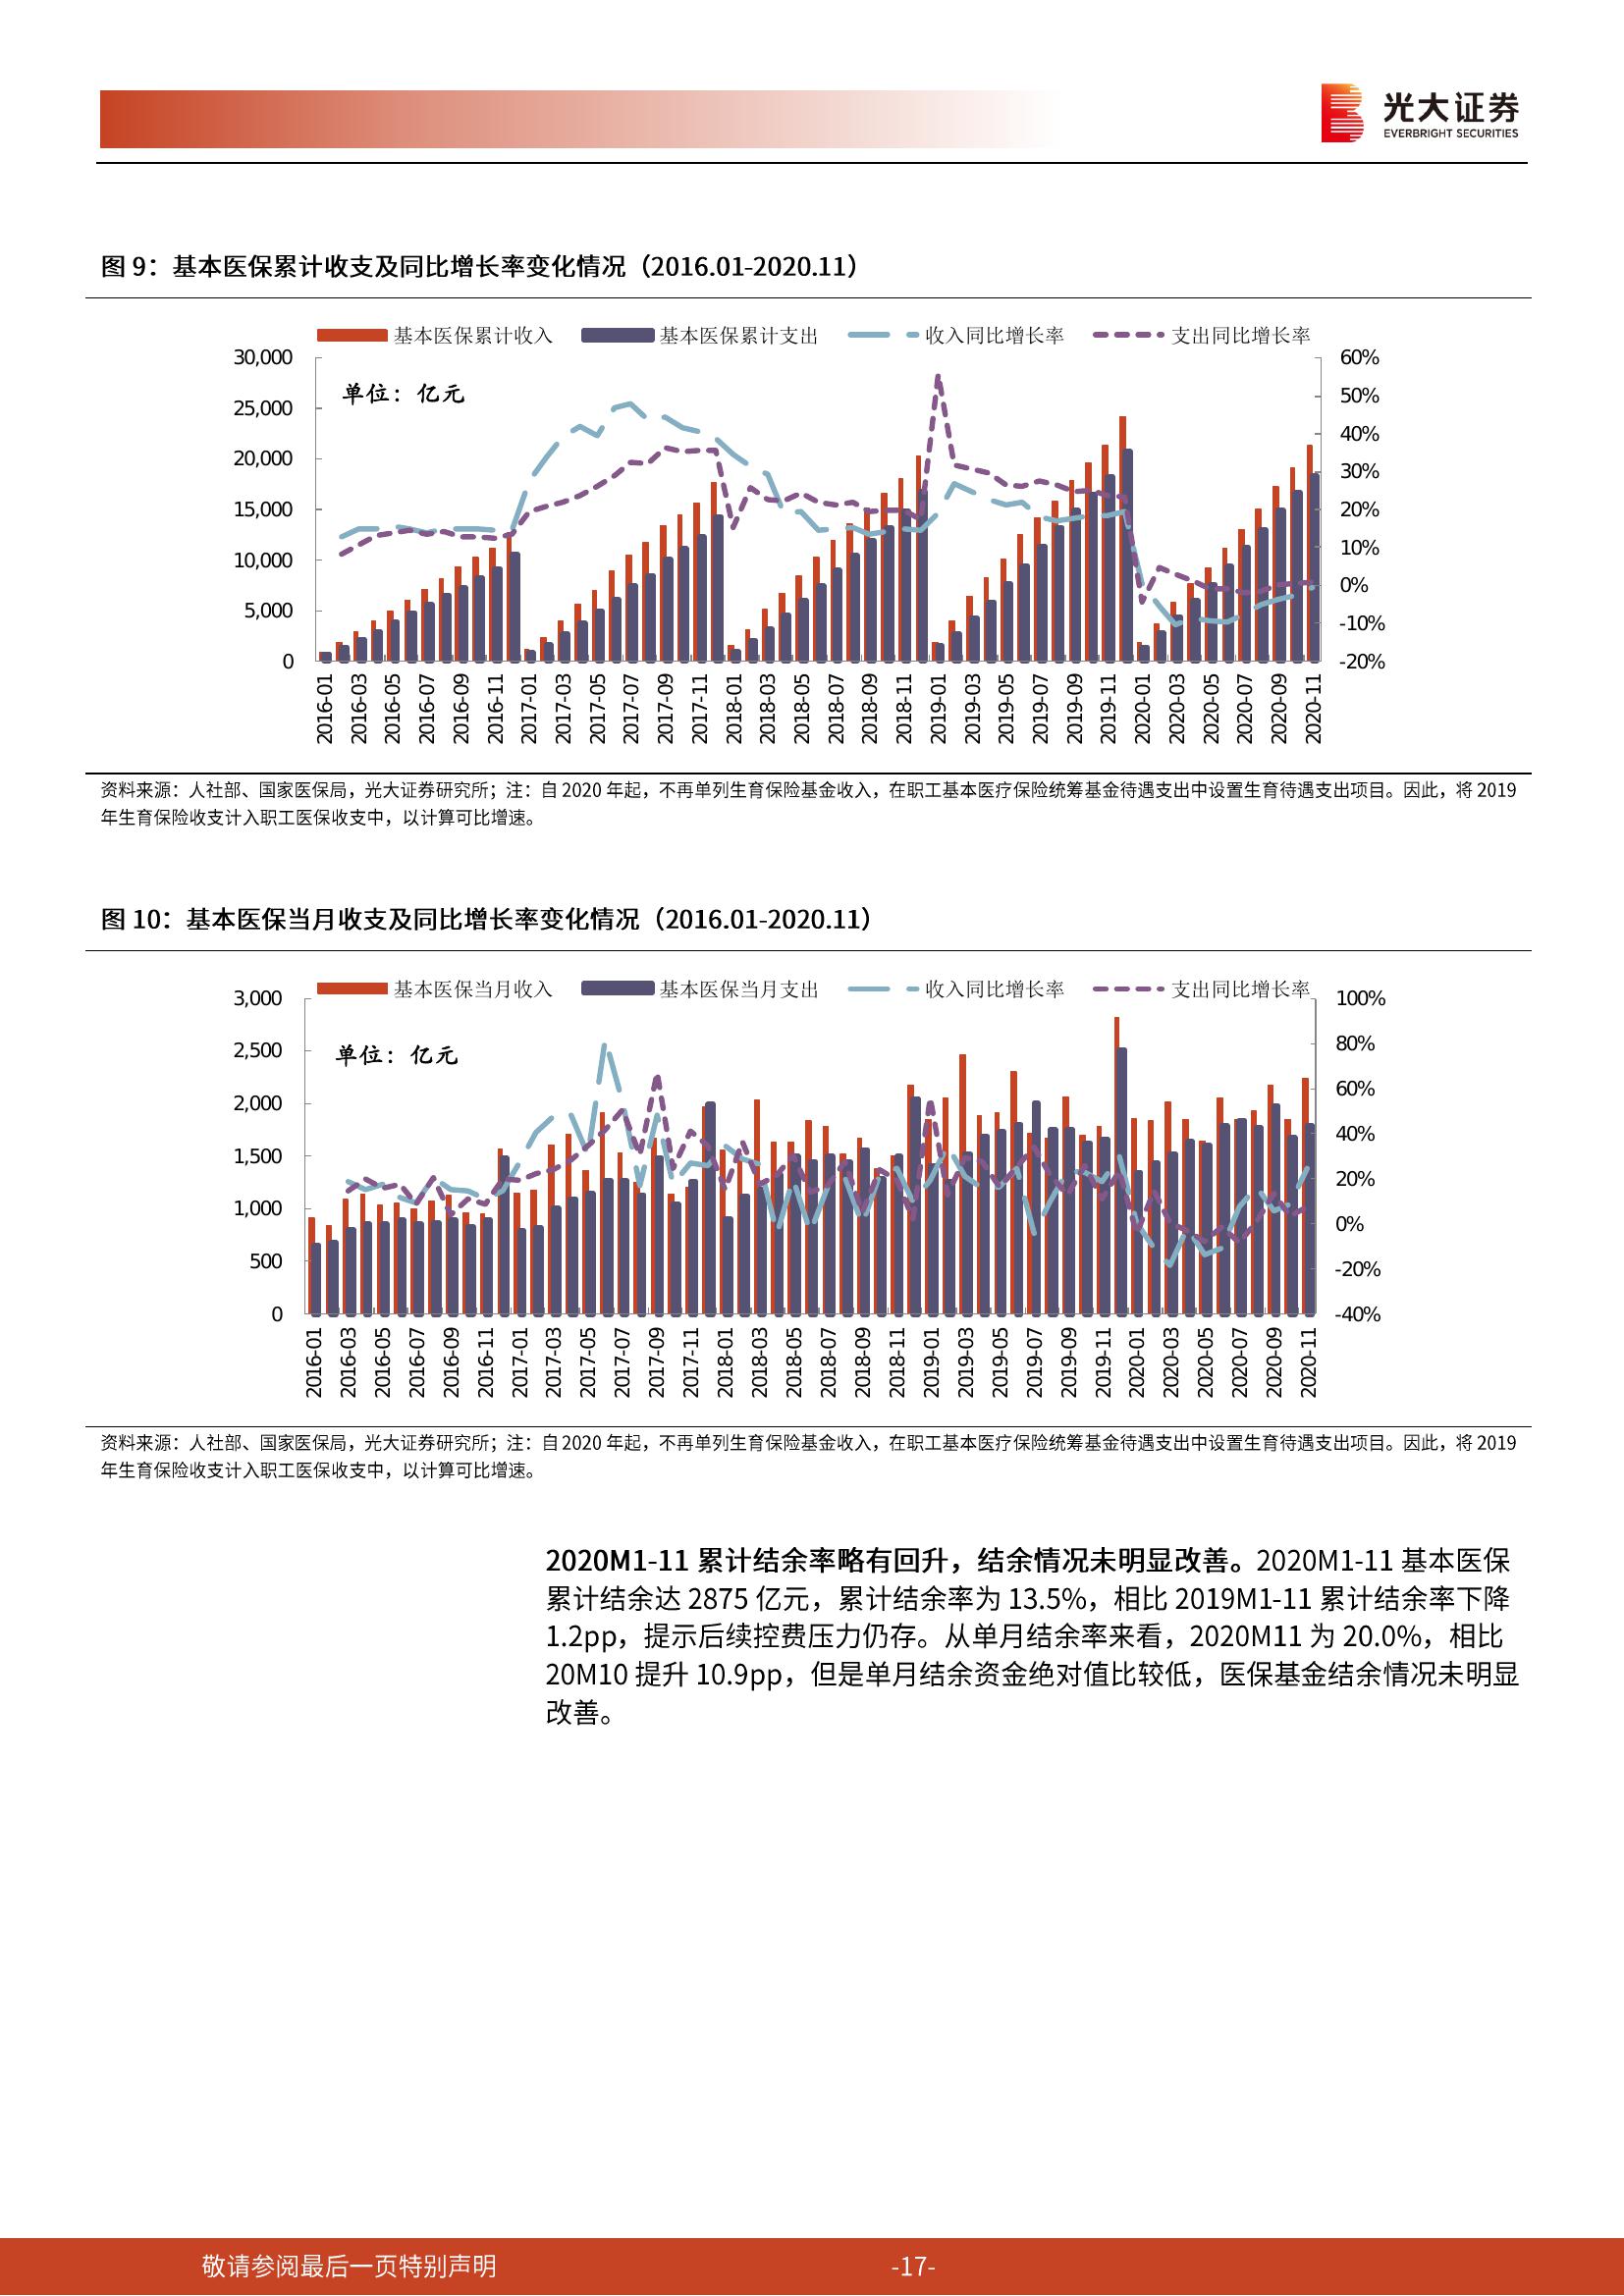 光大证券
EVERBRIGHT SECURITIES
图 9：基本医保累计收支及同比增长率变化情况（2016.01-2020.11）
基本医保累计收入 基本医保累计支出 收入同比增长率 支出同比增长率
单位：亿元
30,000
25,000
20,000
15,000
10,000
5,000
0
60%
50%
40%
30%
20%
10%
0%
-10%
-20%
2016-01 2016-03 2016-05 2016-07 2016-09 2016-11 2017-01 2017-03 2017-05 2017-07 2017-09 2017-11 2018-01 2018-03 2018-05 2018-07 2018-09 2018-11 2019-01 2019-03 2019-05 2019-07 2019-09 2019-11 2020-01 2020-03 2020-05 2020-07 2020-09 2020-11
资料来源：人社部、国家医保局，光大证券研究所；注：自 2020 年起，不再单列生育保险基金收入，在职工基本医疗保险统筹基金待遇支出中设置生育待遇支出项目。因此，将 2019
年生育保险收支计入职工医保收支中，以计算可比增速。
图 10：基本医保当月收支及同比增长率变化情况（2016.01-2020.11）
基本医保当月收入 基本医保当月支出 收入同比增长率 支出同比增长率
单位：亿元
3,000
2,500
2,000
1,500
1,000
500
0
100%
80%
60%
40%
20%
0%
-20%
-40%
2016-01 2016-03 2016-05 2016-07 2016-09 2016-11 2017-01 2017-03 2017-05 2017-07 2017-09 2017-11 2018-01 2018-03 2018-05 2018-07 2018-09 2018-11 2019-01 2019-03 2019-05 2019-07 2019-09 2019-11 2020-01 2020-03 2020-05 2020-07 2020-09 2020-11
资料来源：人社部、国家医保局，光大证券研究所；注：自 2020 年起，不再单列生育保险基金收入，在职工基本医疗保险统筹基金待遇支出中设置生育待遇支出项目。因此，将 2019
年生育保险收支计入职工医保收支中，以计算可比增速。
2020M1-11 累计结余率略有回升，结余情况未明显改善。2020M1-11 基本医保
累计结余达 2875 亿元，累计结余率为 13.5%，相比 2019M1-11 累计结余率下降
1.2pp，提示后续控费压力仍存。从单月结余率来看，2020M11 为 20.0%，相比
20M10 提升 10.9pp，但是单月结余资金绝对值比较低，医保基金结余情况未明显
改善。
敬请参阅最后一页特别声明
-17-